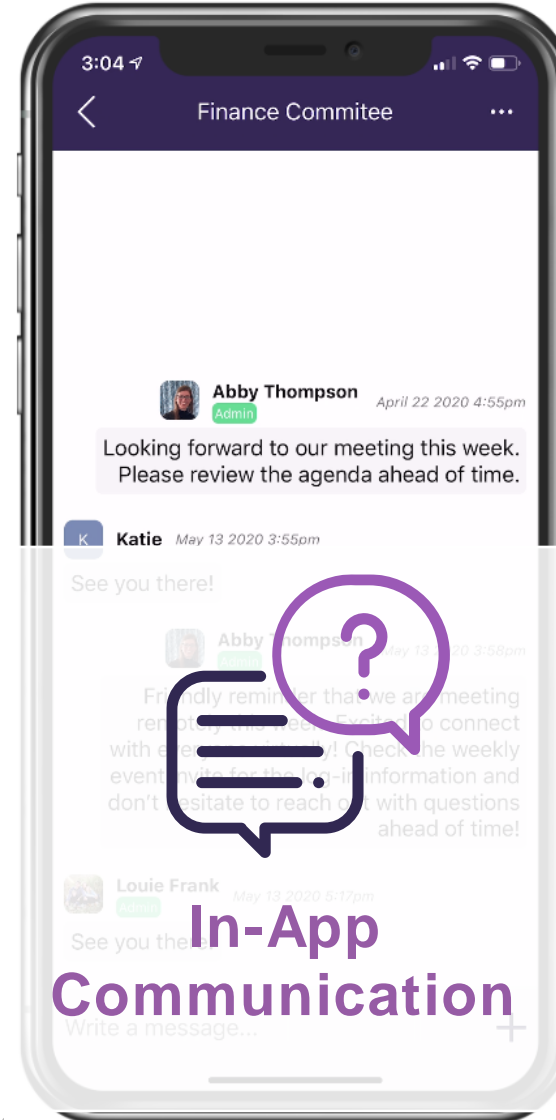 3:04
Finance Commitee
Abby Thompson
Admin
April 22 2020 4:55pm
Looking forward to our meeting this week.
Please review the agenda ahead of time.
K
Katie May 13 2020 3:55pm
See you there!
Abby Thompson
Admin
May 13 2020 3:58pm
Friendly reminder that we are meeting
remotely this week. Excited to connect
with everyone virtually! Check the weekly
event invite for the log-in information and
don't hesitate to reach out with questions
ahead of time!
Louie Frank
Admin
May 13 2020 5:17pm
See you there!
In-App
Communication
Write a message...